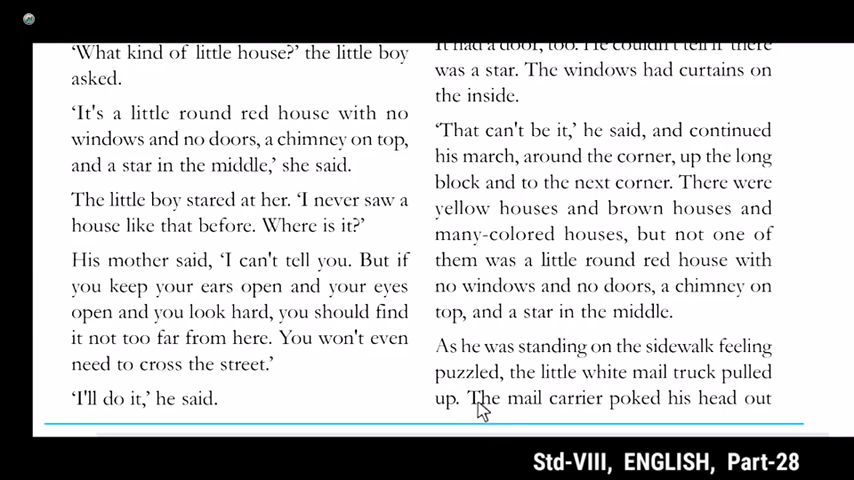 ‘What kind of little house?’ the little boy
asked.
‘It's a little round red house with no
windows and no doors, a chimney on top,
and a star in the middle,’ she said.
The little boy stared at her. ‘I never saw a
house like that before. Where is it?’
His mother said, ‘I can't tell you. But if
you keep your ears open and your eyes
open and you look hard, you should find
it not too far from here. You won't even
need to cross the street.’
‘I'll do it,’ he said.
It had a door, too. He couldn't tell if there
was a star. The windows had curtains on
the inside.
‘That can't be it,’ he said, and continued
his march, around the corner, up the long
block and to the next corner. There were
yellow houses and brown houses and
many-colored houses, but not one of
them was a little round red house with
no windows and no doors, a chimney on
top, and a star in the middle.
As he was standing on the sidewalk feeling
puzzled, the little white mail truck pulled
up. The mail carrier poked his head out
Std-VIII, ENGLISH, Part-28